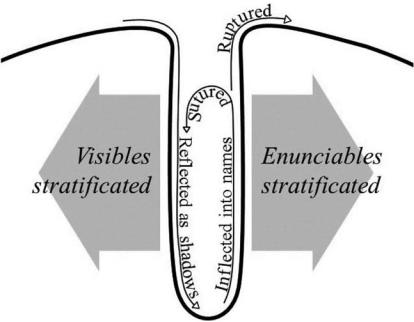 Ruptured
Sutured
Visibles
stratificated
Reflected as shadows
Inflected into names
Enunciables
stratificated